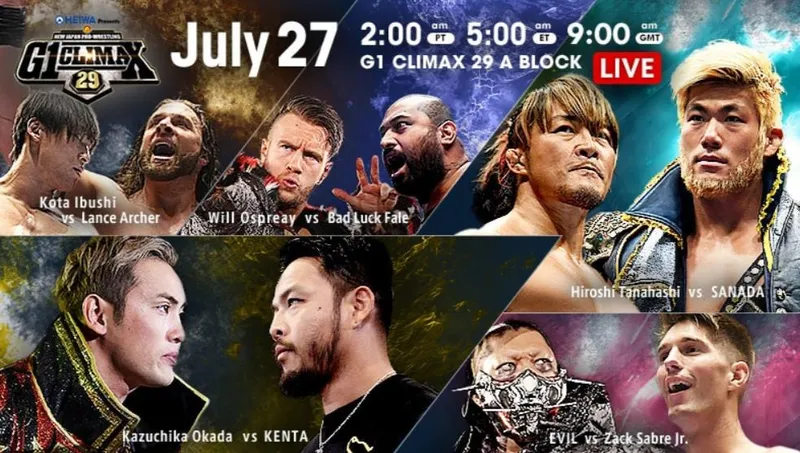 HEIWA Presents
NEW JAPAN PRO-WRESTLING
G1 CLIMAX
29
July 27
2:00 am PT 5:00 am ET 9:00 am GMT
G1 CLIMAX 29 A BLOCK LIVE
Kota Ibushi
vs Lance Archer
Will Ospreay vs Bad Luck Fale
Hiroshi Tanahashi vs SANADA
Kazuchika Okada vs KENTA
EVIL vs Zack Sabre Jr.